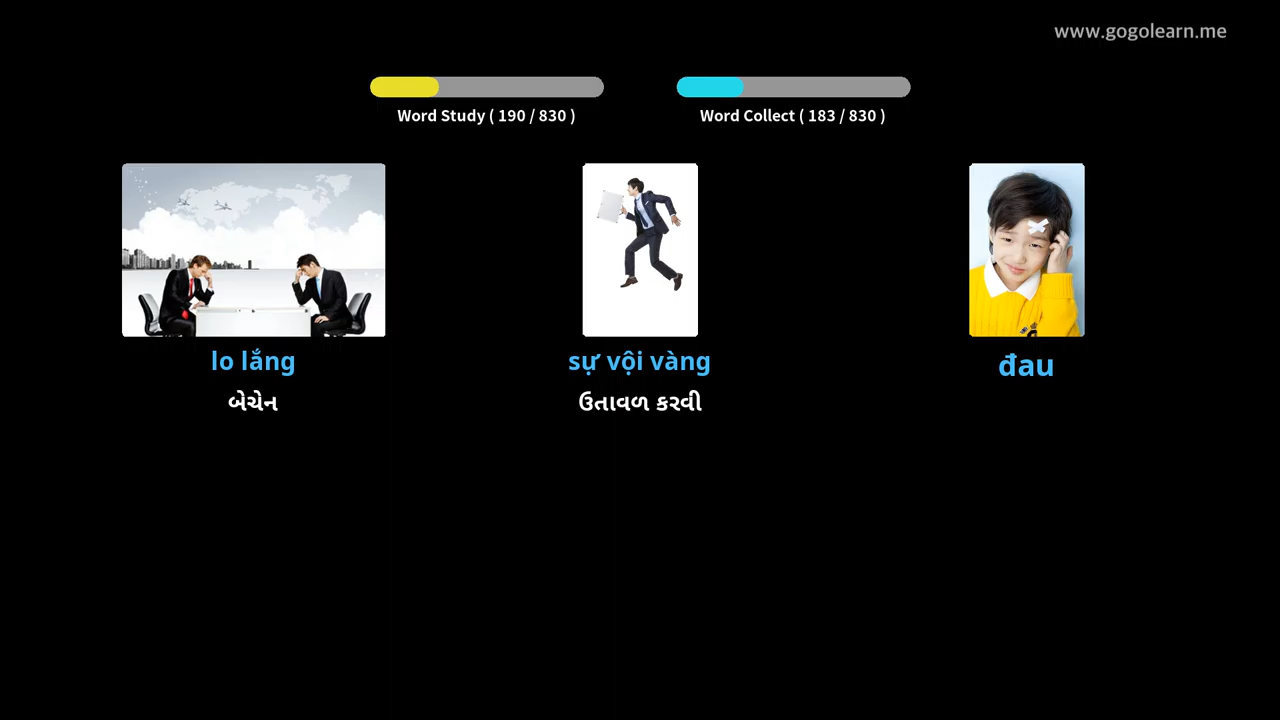 www.gogolearn.me
Word Study ( 190 / 830 )
Word Collect ( 183 / 830 )
lo lắng
sự vội vàng
đau
બેચેન
ઉતાવળ કરવી